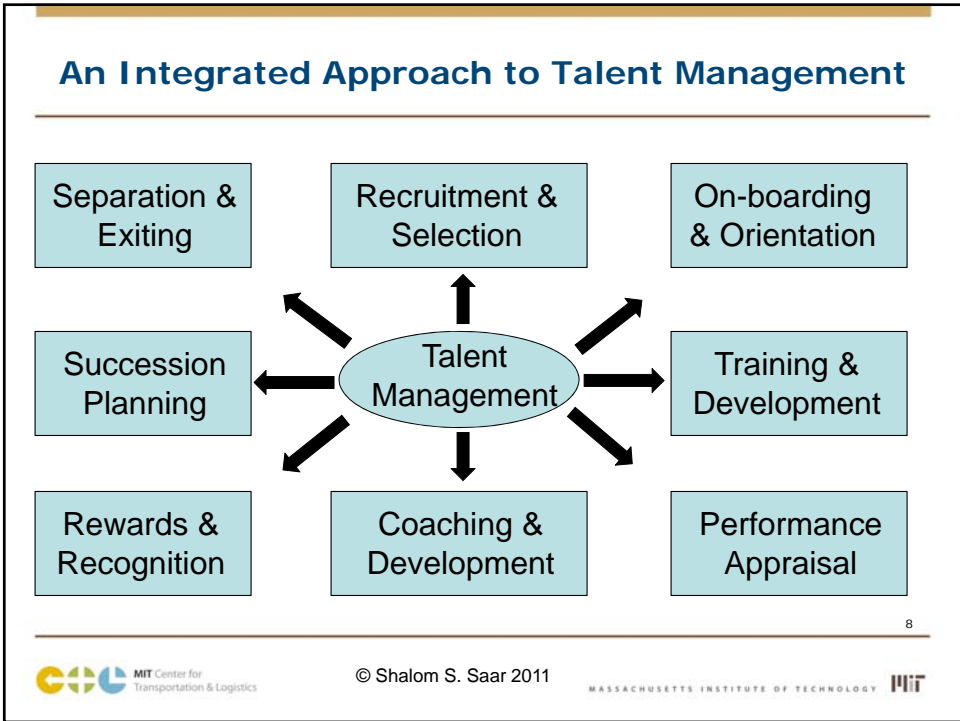 An Integrated Approach to Talent Management
Separation &
Exiting
Recruitment &
Selection
On-boarding
& Orientation
Succession
Planning
Talent
Management
Training &
Development
Rewards &
Recognition
Coaching &
Development
Performance
Appraisal
8
MIT Center for
Transportation & Logistics
© Shalom S. Saar 2011
MASSACHUSETTS INSTITUTE OF TECHNOLOGY